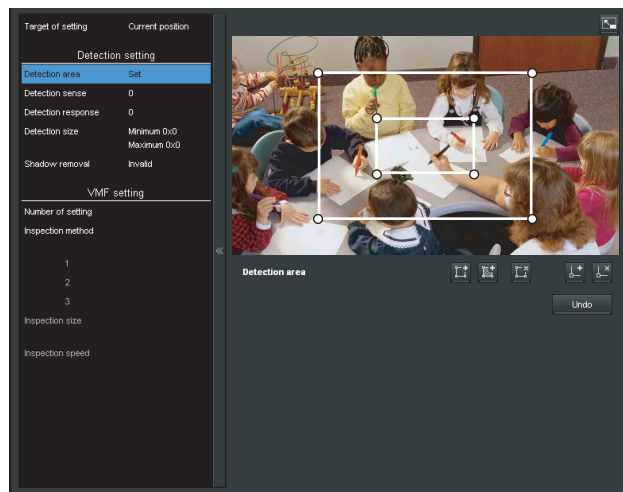 Target of setting Current position
Detection setting
Detection area Set
Detection sense 0
Detection response 0
Detection size Minimum 0x0
Maximum 0x0
Shadow removal Invalid
VMF setting
Number of setting
Inspection method
1
2
3
Inspection size
Inspection speed
«
Detection area
Undo